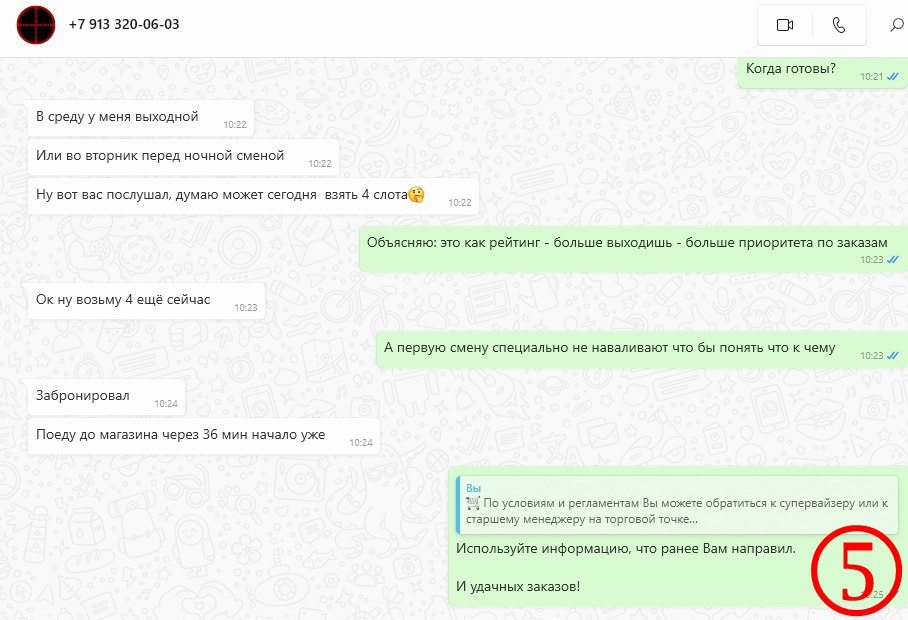 +7 913 320-06-03
Когда готовы?
10:21
В среду у меня выходной
10:22
Или во вторник перед ночной сменой
10:22
Ну вот вас послушал, думаю может сегодня  взять 4 слота🤔
10:22
Объясняю: это как рейтинг - больше выходишь - больше приоритета по заказам
10:23
Ок ну возьму 4 ещё сейчас
10:23
А первую смену специально не наваливают что бы понять что к чему
10:23
Забронировал
10:24
Поеду до магазина через 36 мин начало уже
10:24
Вы
🛒 По условиям и регламентам Вы можете обратиться к супервайзеру или к
старшему менеджеру на торговой точке...
Используйте информацию, что ранее Вам направил.
И удачных заказов!
10:25
5